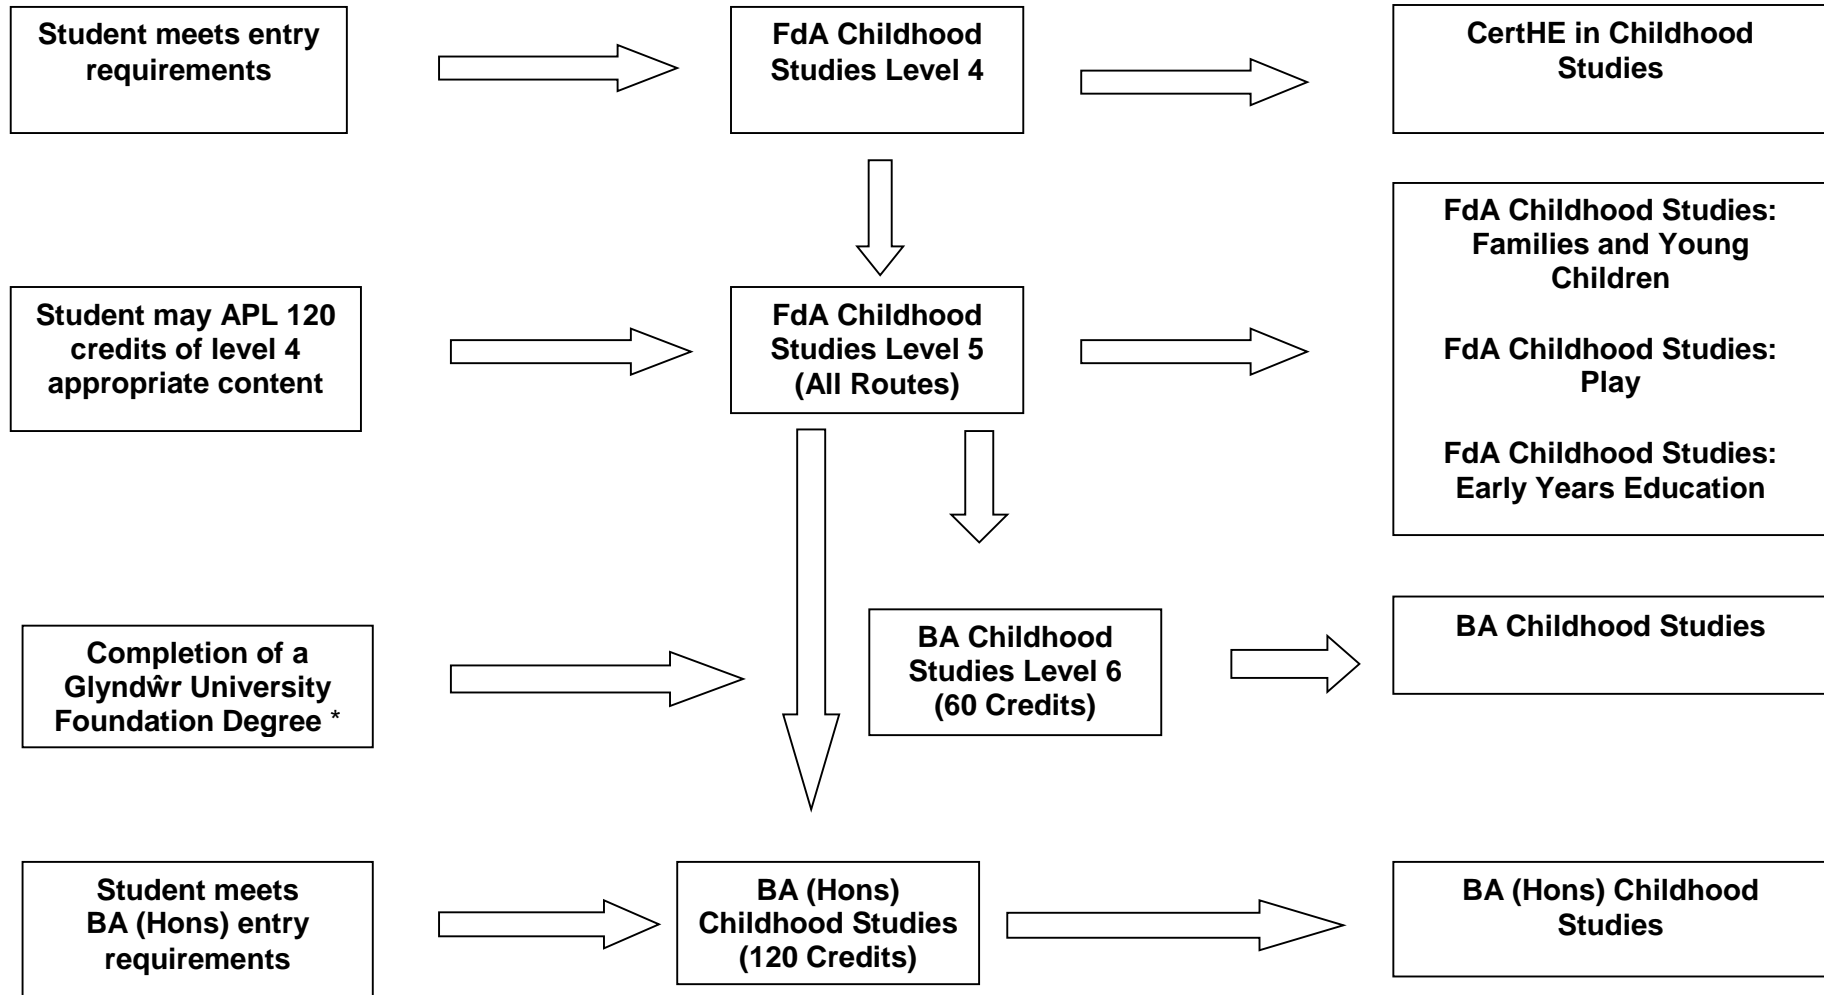 Student meets entry
requirements
FdA Childhood
Studies Level 4
CertHE in Childhood
Studies
Student may APL 120
credits of level 4
appropriate content
FdA Childhood
Studies Level 5
(All Routes)
FdA Childhood Studies:
Families and Young
Children
FdA Childhood Studies:
Play
FdA Childhood Studies:
Early Years Education
Completion of a
Glyndŵr University
Foundation Degree *
BA Childhood
Studies Level 6
(60 Credits)
BA Childhood Studies
Student meets
BA (Hons) entry
requirements
BA (Hons)
Childhood Studies
(120 Credits)
BA (Hons) Childhood
Studies